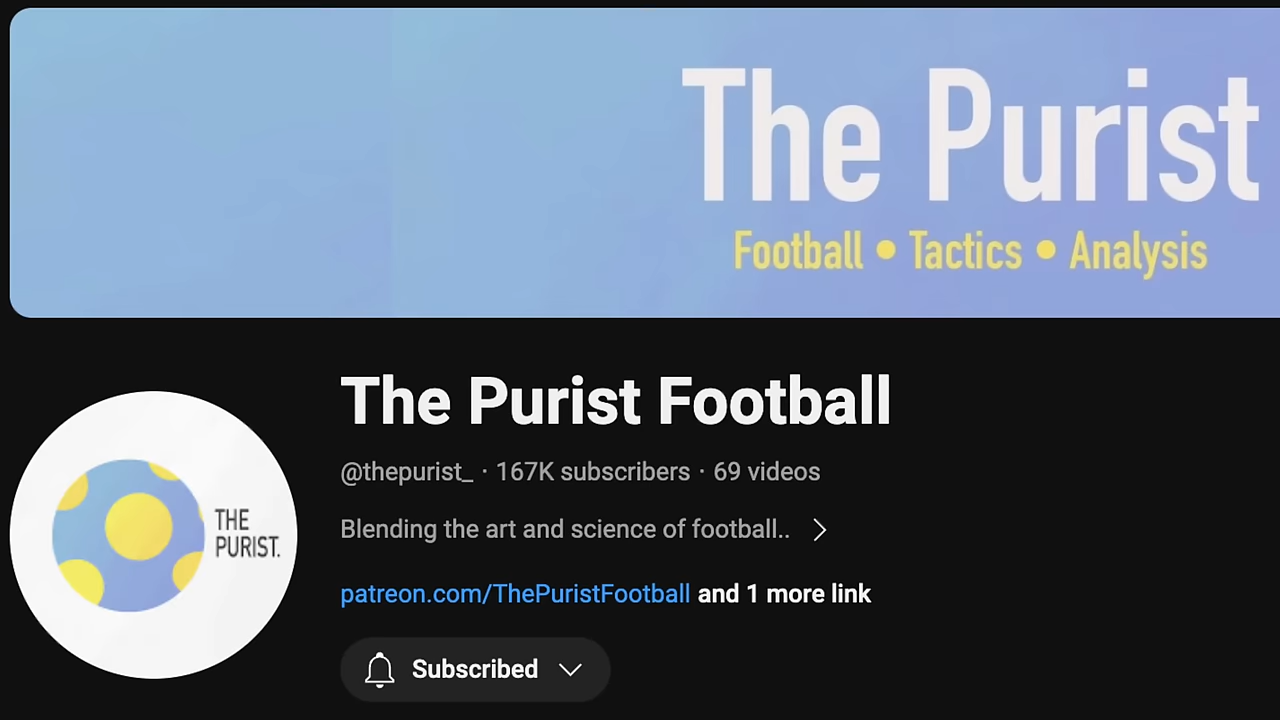 The Purist
Football • Tactics • Analysis
The Purist Football
@thepurist_ · 167K subscribers · 69 videos
Blending the art and science of football..
THE
PURIST.
patreon.com/ThePuristFootball and 1 more link
Subscribed